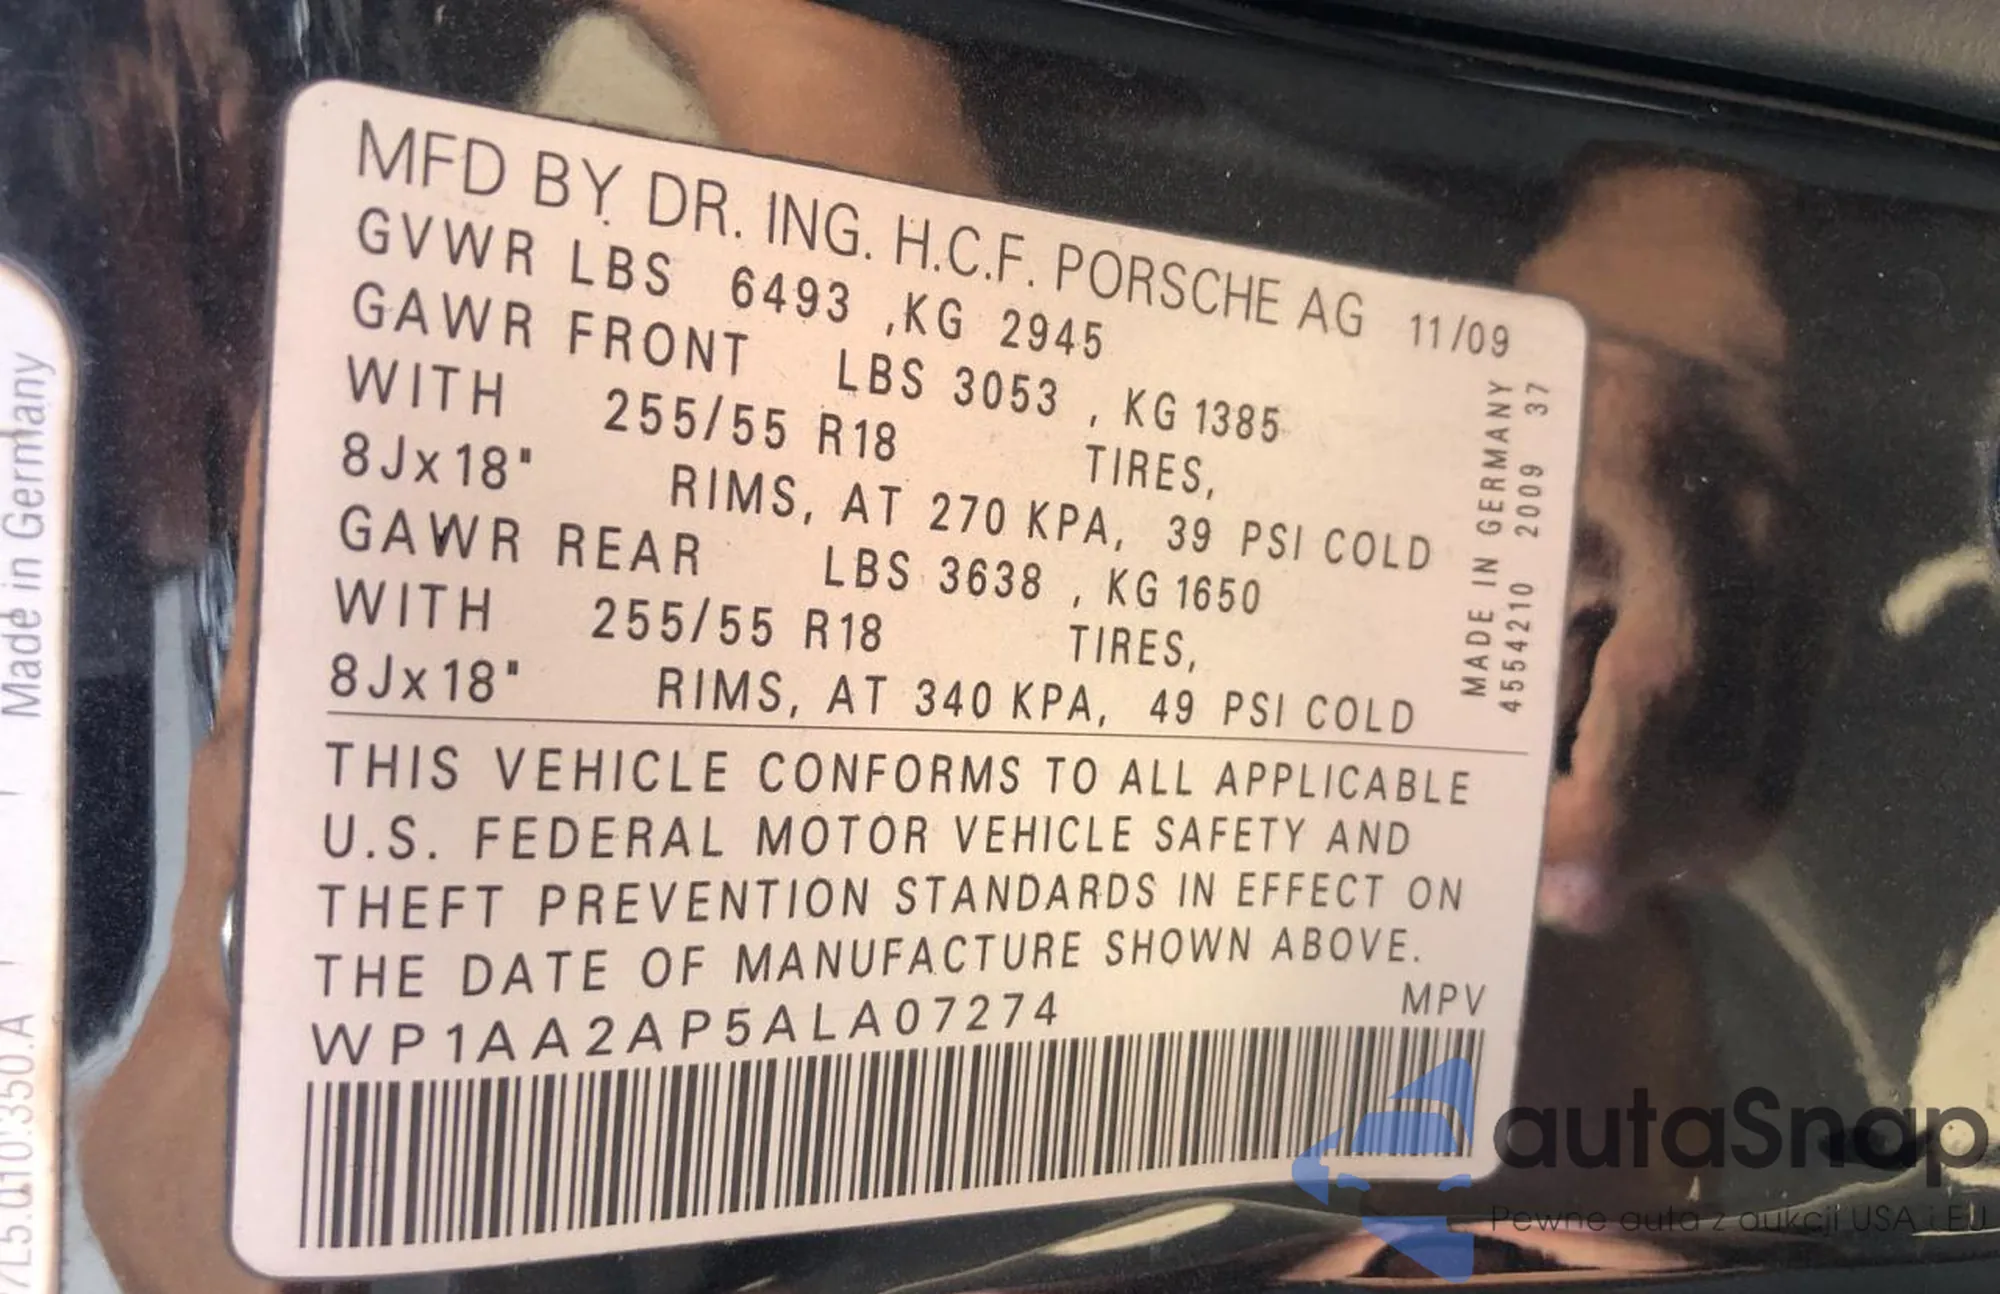 MFD BY DR. ING. H.C.F. PORSCHE AG 11/09
GVWR LBS 6493 ,KG 2945
GAWR FRONT LBS 3053 , KG 1385
WITH 255/55 R18 TIRES,
8Jx18" RIMS, AT 270 KPA, 39 PSI COLD
GAWR REAR LBS 3638 , KG 1650
WITH 255/55 R18 TIRES,
8Jx18" RIMS, AT 340 KPA, 49 PSI COLD
MADE IN GERMANY
4554210 2009 37
THIS VEHICLE CONFORMS TO ALL APPLICABLE
U.S. FEDERAL MOTOR VEHICLE SAFETY AND
THEFT PREVENTION STANDARDS IN EFFECT ON
THE DATE OF MANUFACTURE SHOWN ABOVE.
WP1AA2AP5ALA07274 MPV
Made in Germany
7L5.010.350.A
autaSnap
Pewne auta z aukcji USA i EU